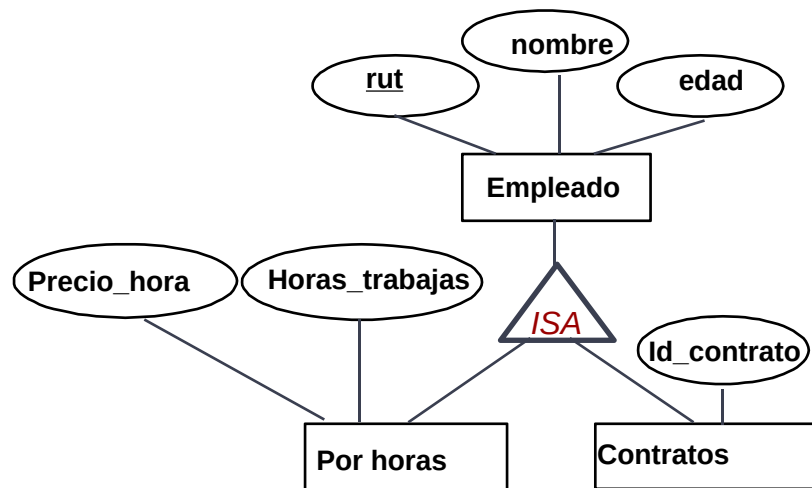 nombre
rut
edad
Empleado
Precio_hora
Horas_trabajas
ISA
Id_contrato
Por horas
Contratos